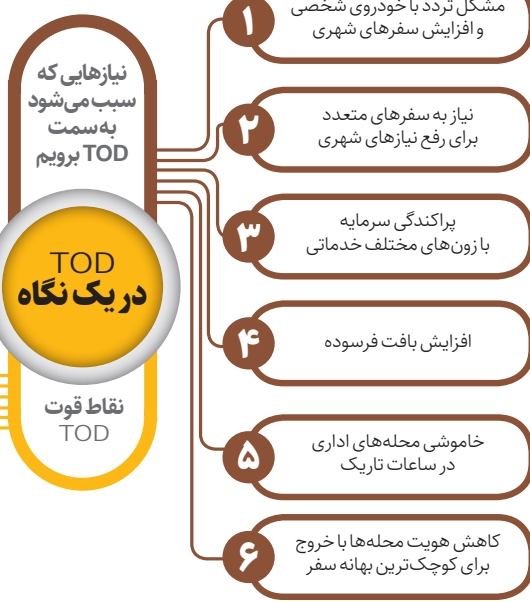 نیازهایی که
سبب می‌شود
به‌سمت
TOD برویم
TOD
در یک نگاه
نقاط قوت
TOD
۱
مشکل تردد با خودروی شخصی
و افزایش سفرهای شهری
۲
نیاز به سفرهای متعدد
برای رفع نیازهای شهری
۳
پراکندگی سرمایه
با زون‌های مختلف خدماتی
۴
افزایش بافت فرسوده
۵
خاموشی محله‌های اداری
در ساعات تاریک
۶
کاهش هویت محله‌ها با خروج
برای کوچک‌ترین بهانه سفر